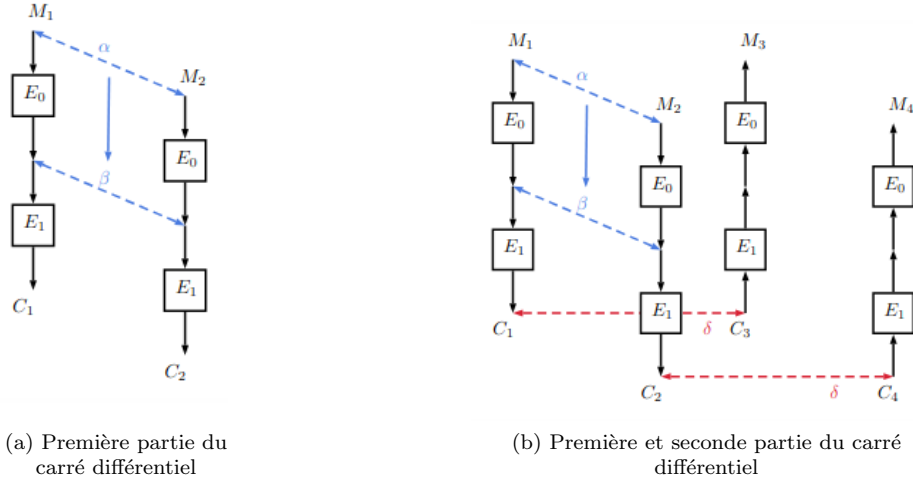 M₁
α
M₂
E₀
E₀
β
E₁
E₁
C₁
C₂
(a) Première partie du
carré différentiel
M₁
M₃
α
M₂
M₄
E₀
E₀
E₀
E₀
β
E₁
E₁
E₁
E₁
C₁
δ
C₃
C₂
δ
C₄
(b) Première et seconde partie du carré
différentiel